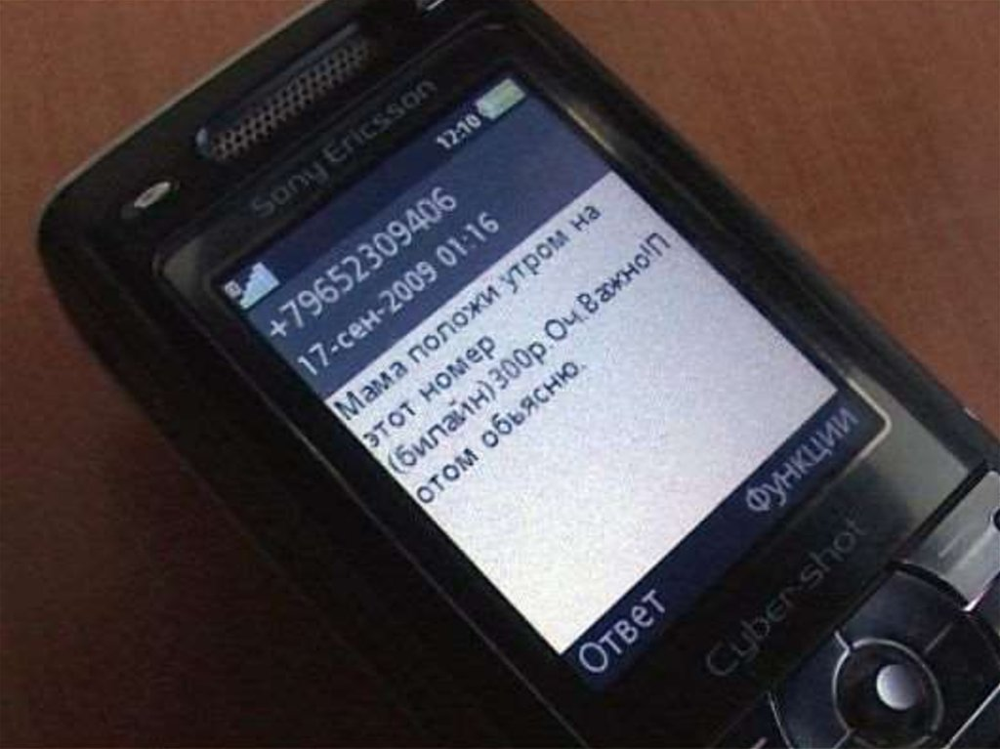 Sony Ericsson
12:10
+79652309406
17-сен-2009 01:16
Мама положи утром на
этот номер
(билайн)300р.Оч.Важно!П
отом обьясню.
Ответ
Функции
Cyber-shot